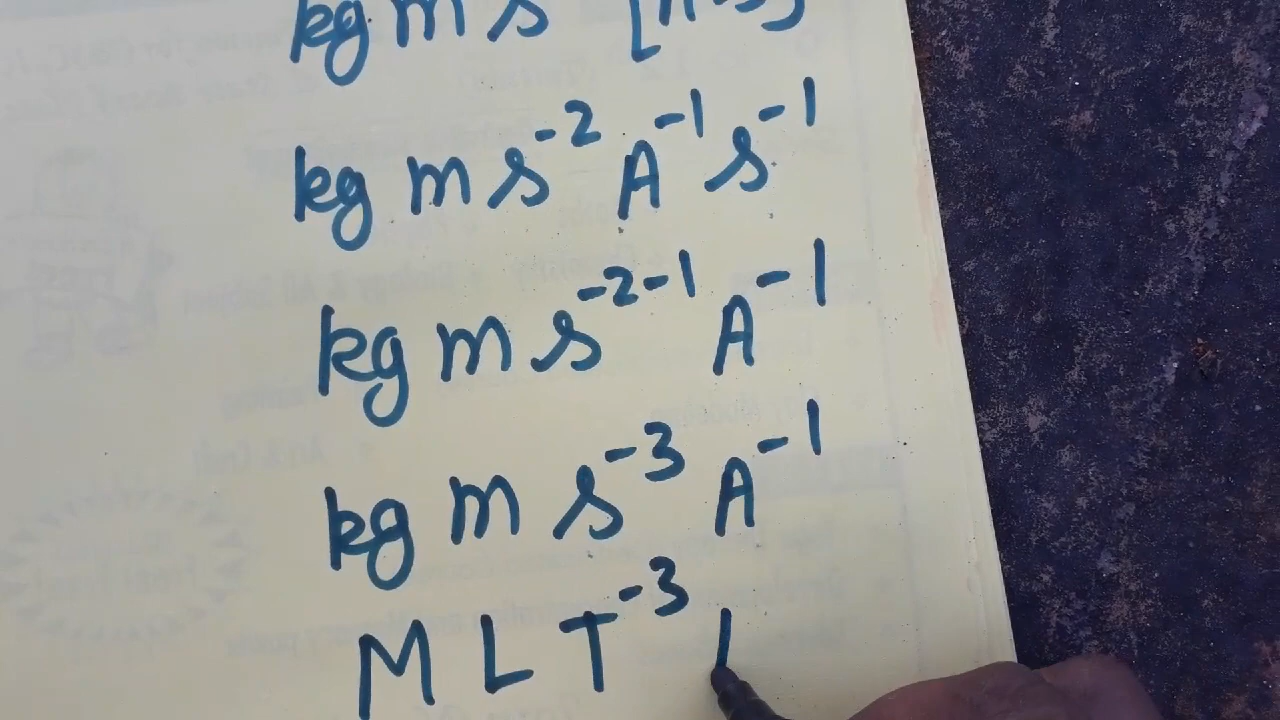 kg m s
kg m s⁻² A⁻¹ s⁻¹
kg m s⁻²⁻¹ A⁻¹
kg m s⁻³ A⁻¹
M L T⁻³